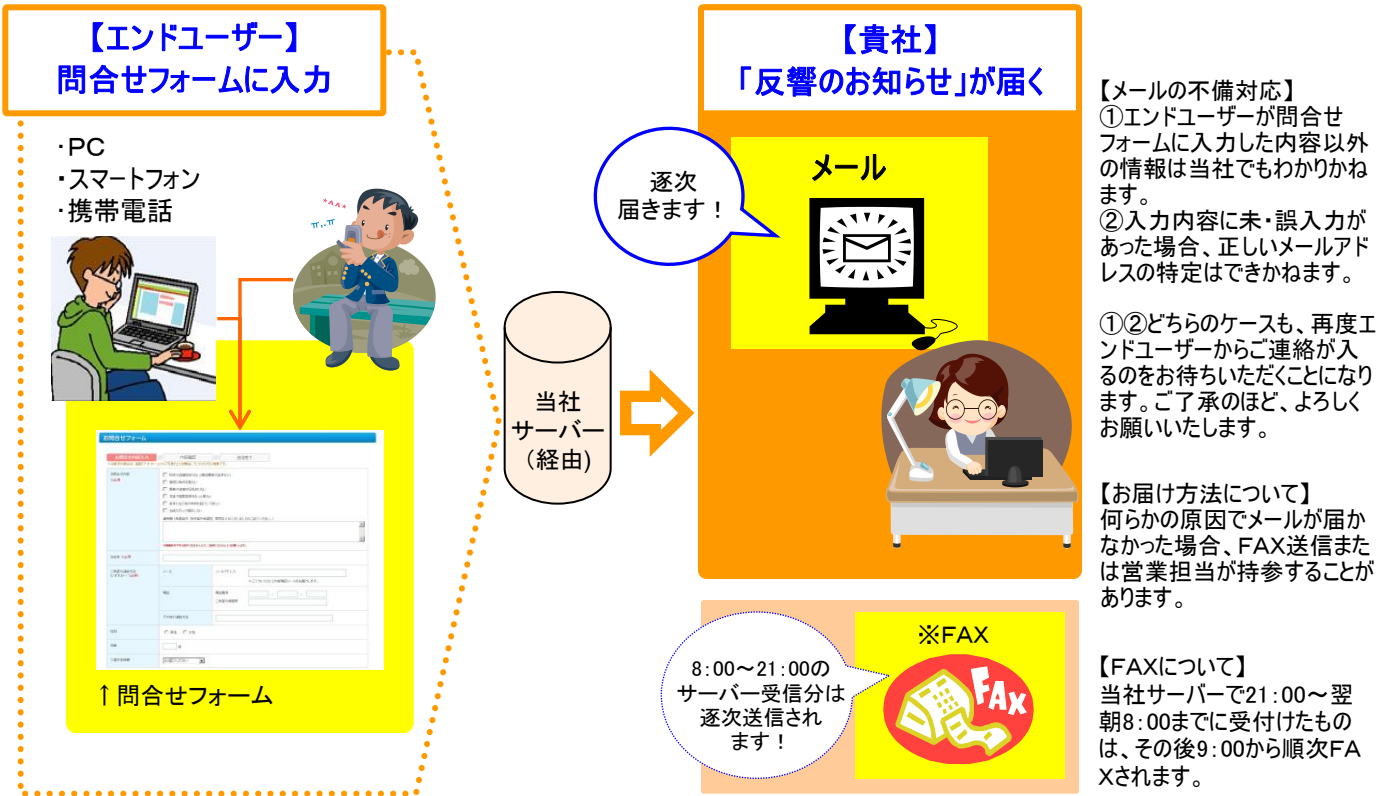 【エンドユーザー】
問合せフォームに入力
・PC
・スマートフォン
・携帯電話
*^^*
π,.π
お問合せフォーム
↑問合せフォーム
当社
サーバー
(経由)
【貴社】
「反響のお知らせ」が届く
逐次
届きます！
メール
※FAX
FAX
8:00～21:00の
サーバー受信分は
逐次送信され
ます！
【メールの不備対応】
①エンドユーザーが問合せ
フォームに入力した内容以外
の情報は当社でもわかりかね
ます。
②入力内容に未・誤入力が
あった場合、正しいメールアド
レスの特定はできかねます。
①②どちらのケースも、再度エ
ンドユーザーからご連絡が入
るのをお待ちいただくことになり
ます。ご了承のほど、よろしく
お願いいたします。
【お届け方法について】
何らかの原因でメールが届か
なかった場合、FAX送信また
は営業担当が持参することが
あります。
【FAXについて】
当社サーバーで21:00～翌
朝8:00までに受付けたもの
は、その後9:00から順次FA
Xされます。